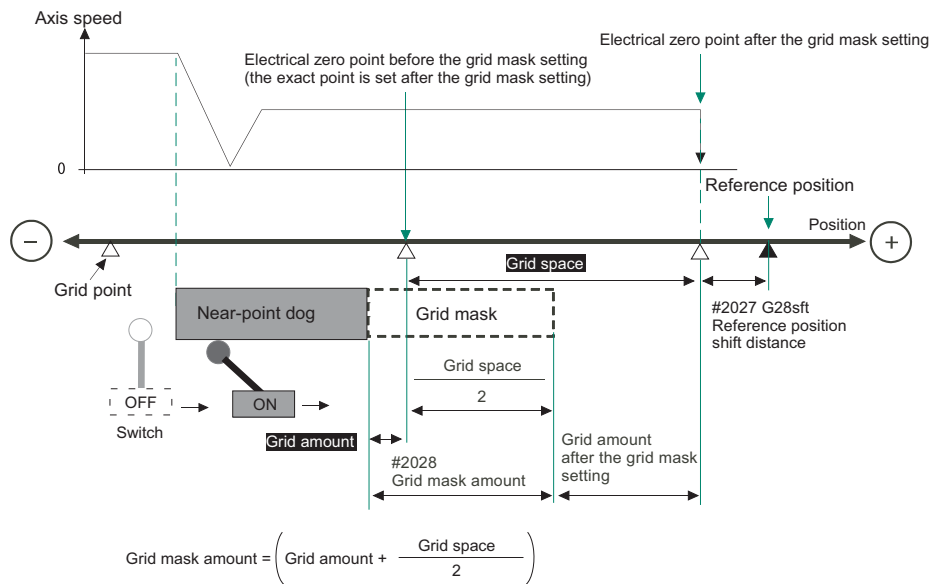 Axis speed
Electrical zero point after the grid mask setting
Electrical zero point before the grid mask setting
(the exact point is set after the grid mask setting)
0
Reference position
Position
−
+
Grid space
Grid point
#2027 G28sft
Reference position
shift distance
Near-point dog
Grid mask
Grid space
2
OFF
ON
Switch
Grid amount
Grid amount
after the grid mask
setting
#2028
Grid mask amount
Grid mask amount = ( Grid amount + Grid space
2 )